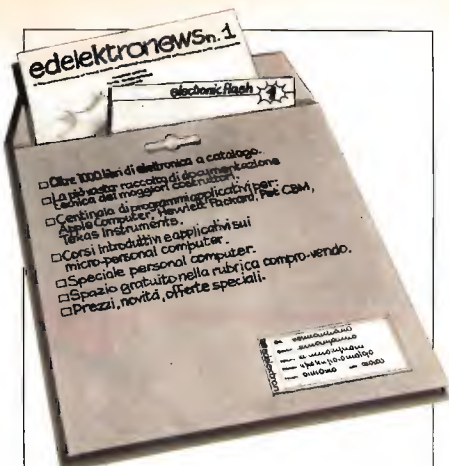 edelektronews n. 1
electronic flash
□ Oltre 1000 libri di elettronica a catalogo.
□ La più vasta raccolta di documentazione
tecnica dei maggiori costruttori.
□ Centinaia di programmi applicativi per:
Apple Computer, Hewlett Packard, Pet CBM,
Texas Instruments.
□ Corsi introduttivi e applicativi sui
micro-personal computer.
□ Speciale personal computer.
□ Spazio gratuito nella rubrica compro-vendo.
□ Prezzi, novità, offerte speciali.
edelektron